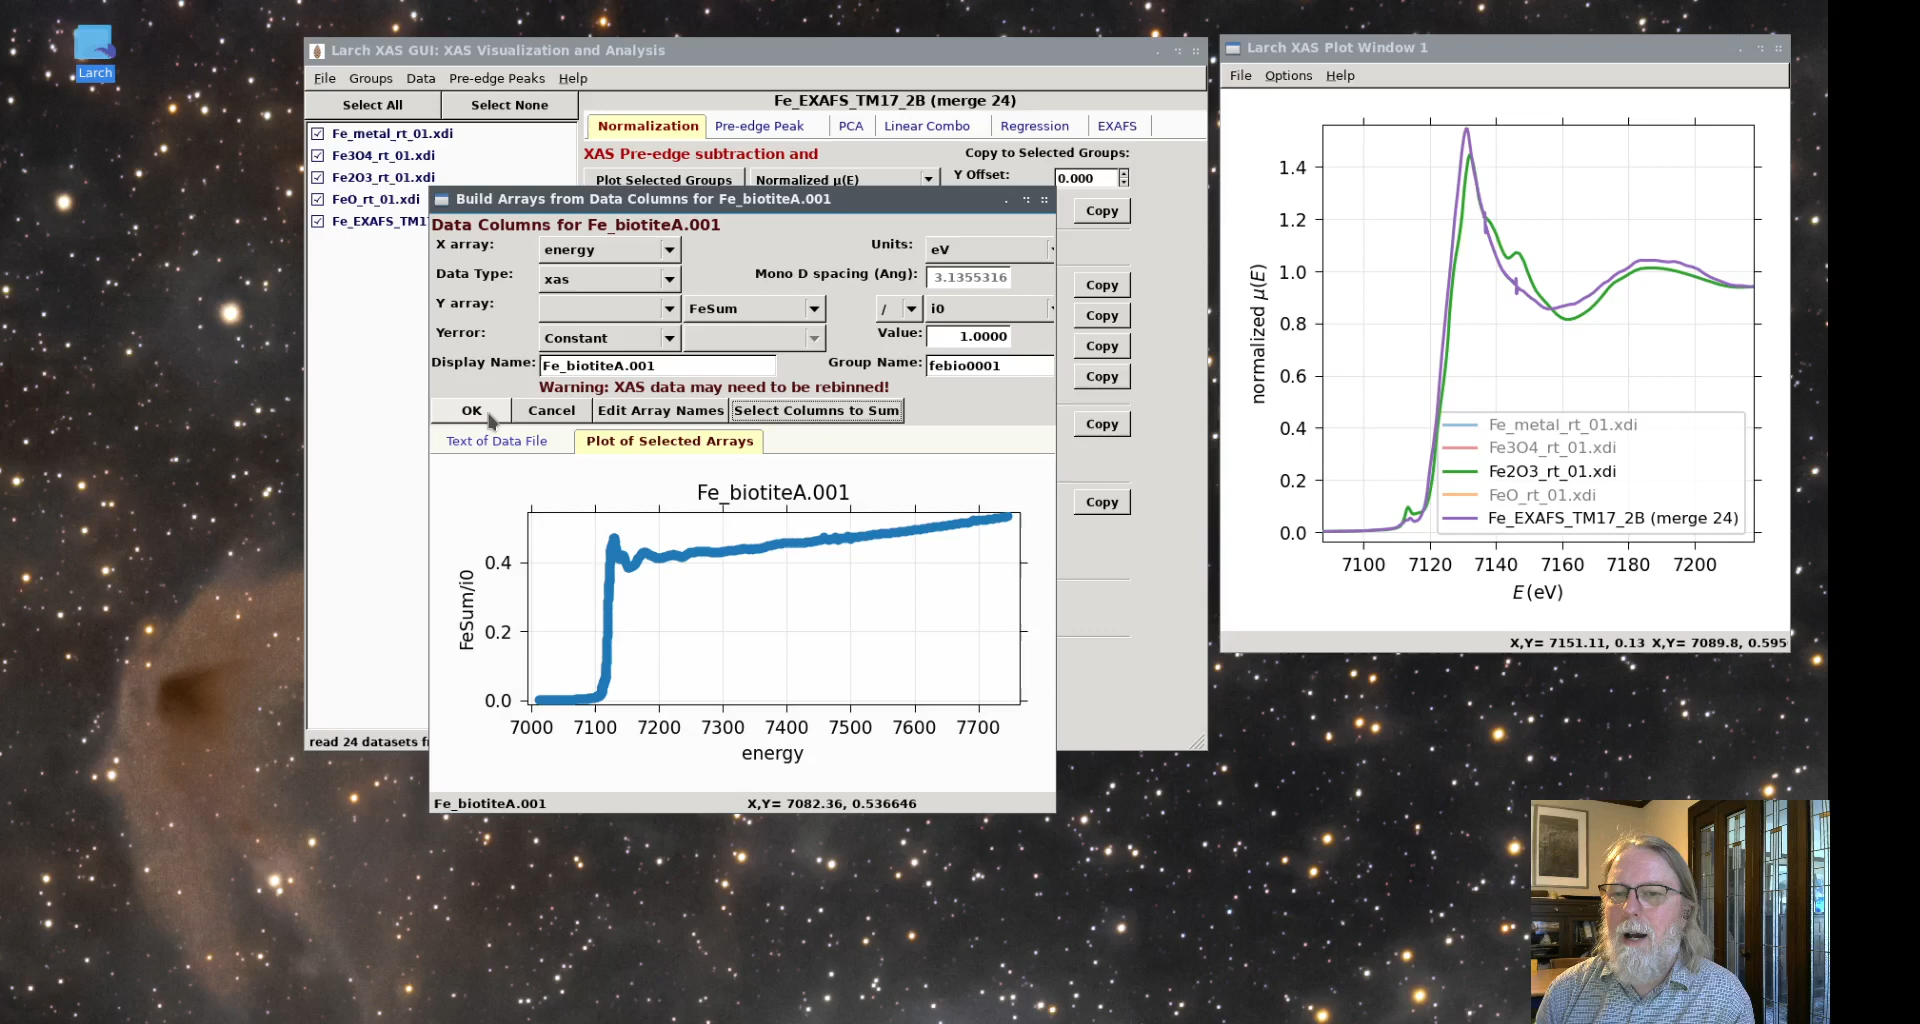 Larch
Larch XAS GUI: XAS Visualization and Analysis
File Groups Data Pre-edge Peaks Help
Select All Select None
Fe_metal_rt_01.xdi
Fe3O4_rt_01.xdi
Fe2O3_rt_01.xdi
FeO_rt_01.xdi
Fe_EXAFS_TM1
read 24 datasets f
Fe_EXAFS_TM17_2B (merge 24)
Normalization Pre-edge Peak PCA Linear Combo Regression EXAFS
XAS Pre-edge subtraction and Copy to Selected Groups:
Plot Selected Groups Normalized μ(E) Y Offset: 0.000
Copy
Copy
Copy
Copy
Copy
Copy
Copy
Build Arrays from Data Columns for Fe_biotiteA.001
Data Columns for Fe_biotiteA.001
X array: energy Units: eV
Data Type: xas Mono D spacing (Ang): 3.1355316
Y array: FeSum / i0
Yerror: Constant Value: 1.0000
Display Name: Fe_biotiteA.001 Group Name: febio0001
Warning: XAS data may need to be rebinned!
OK Cancel Edit Array Names Select Columns to Sum
Text of Data File Plot of Selected Arrays
Fe_biotiteA.001
FeSum/i0
0.4
0.2
0.0
7000 7100 7200 7300 7400 7500 7600 7700
energy
Fe_biotiteA.001 X,Y= 7082.36, 0.536646
Larch XAS Plot Window 1
File Options Help
normalized μ(E)
1.4
1.2
1.0
0.8
0.6
0.4
0.2
0.0
Fe_metal_rt_01.xdi
Fe3O4_rt_01.xdi
Fe2O3_rt_01.xdi
FeO_rt_01.xdi
Fe_EXAFS_TM17_2B (merge 24)
7100 7120 7140 7160 7180 7200
E (eV)
X,Y= 7151.11, 0.13 X,Y= 7089.8, 0.595